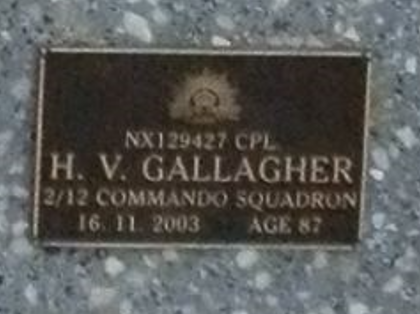 NX129427 CPL.
H. V. GALLAGHER
2/12 COMMANDO SQUADRON
16. 11. 2003 AGE 87